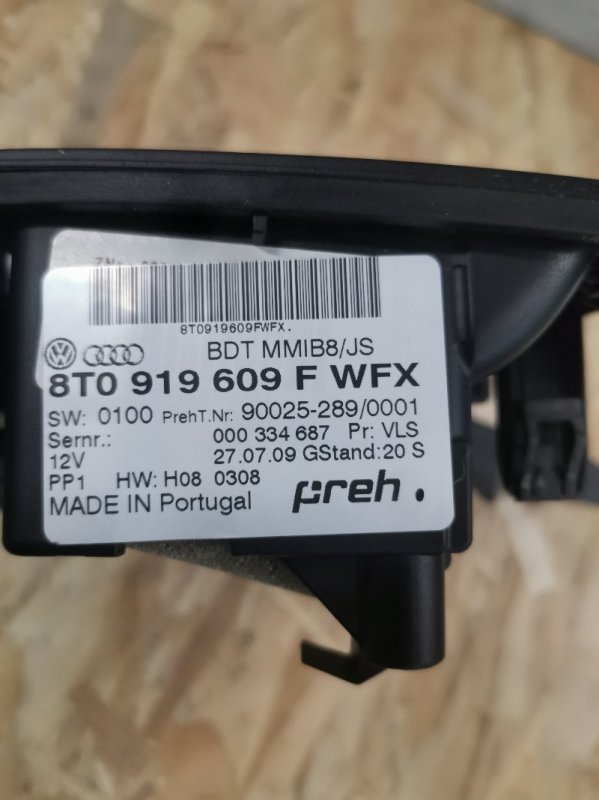 8T0919609FWFX.
BDT MMIB8/JS
8T0 919 609 F WFX
SW: 0100 PrehT.Nr: 90025-289/0001
Sernr.: 000 334 687 Pr: VLS
12V 27.07.09 GStand: 20 S
PP1 HW: H08 0308
MADE IN Portugal preh.